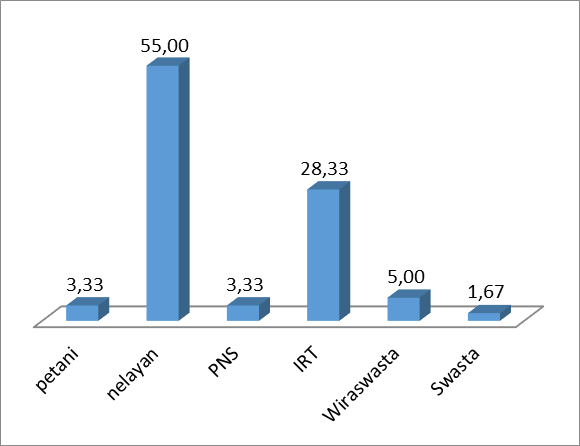 55,00
28,33
3,33
3,33
5,00
1,67
petani
nelayan
PNS
IRT
Wiraswasta
Swasta